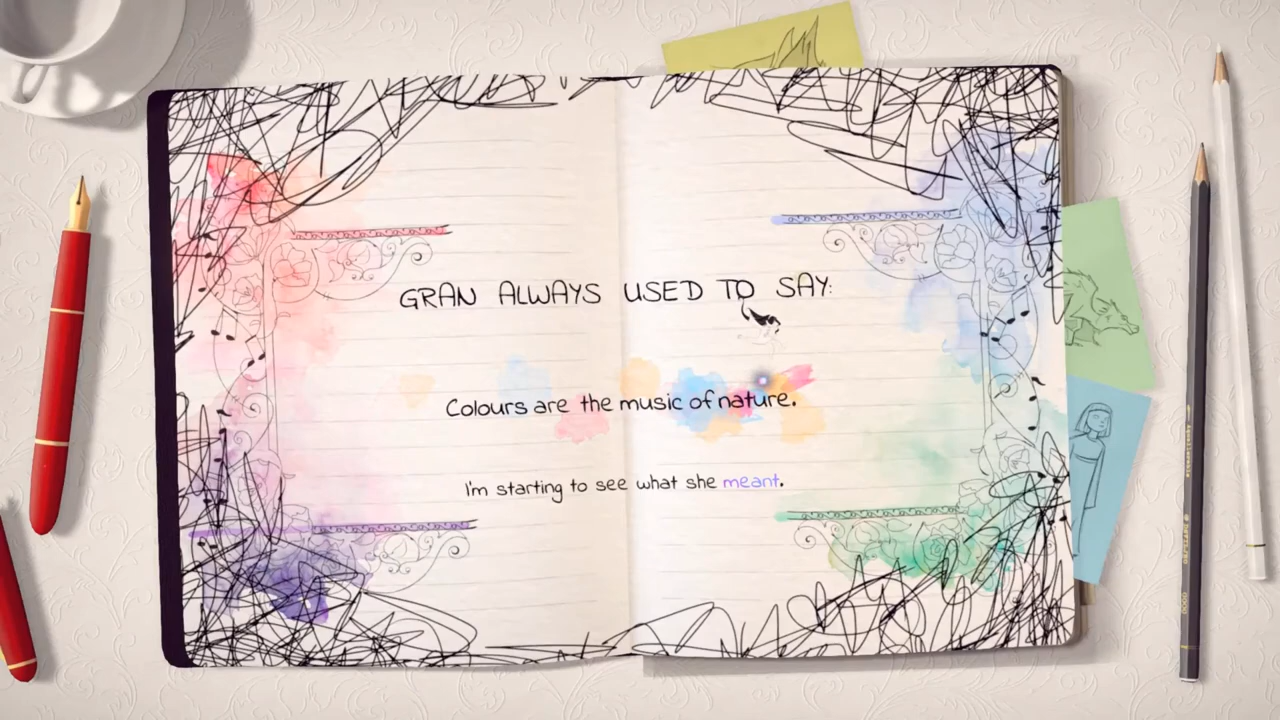 GRAN ALWAYS USED TO SAY:
Colours are the music of nature.
I'm starting to see what she meant.